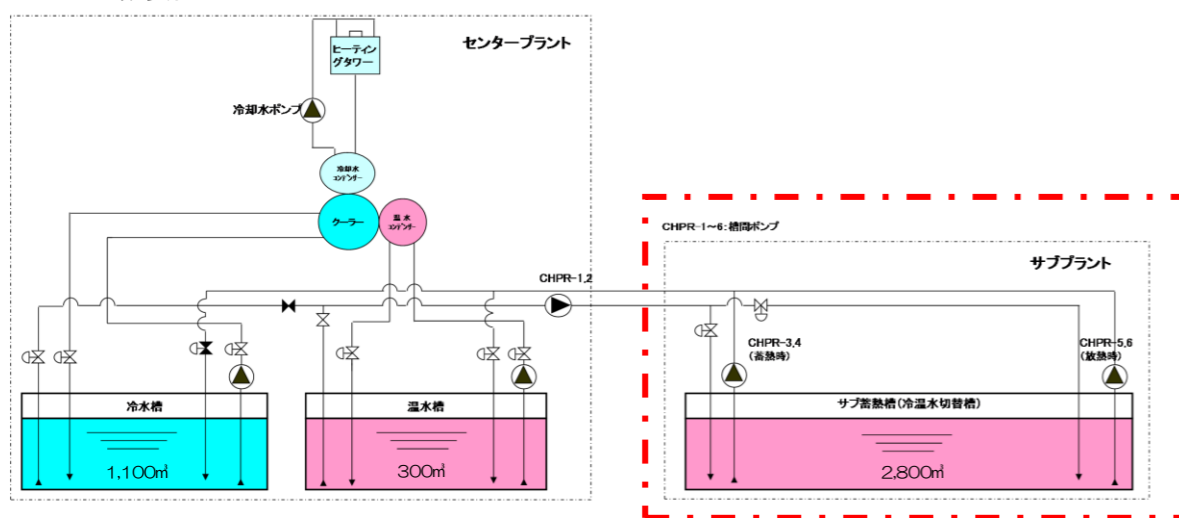 センタープラント
ヒーティン
グタワー
冷却水ポンプ
冷却水
コンデンサー
クーラー
温水
コンデンサー
CHPR-1~6:槽間ポンプ
サブプラント
CHPR-1,2
CHPR-3,4
(蓄熱時)
CHPR-5,6
(放熱時)
冷水槽
温水槽
サブ蓄熱槽(冷温水切替槽)
1,100㎥
300㎥
2,800㎥